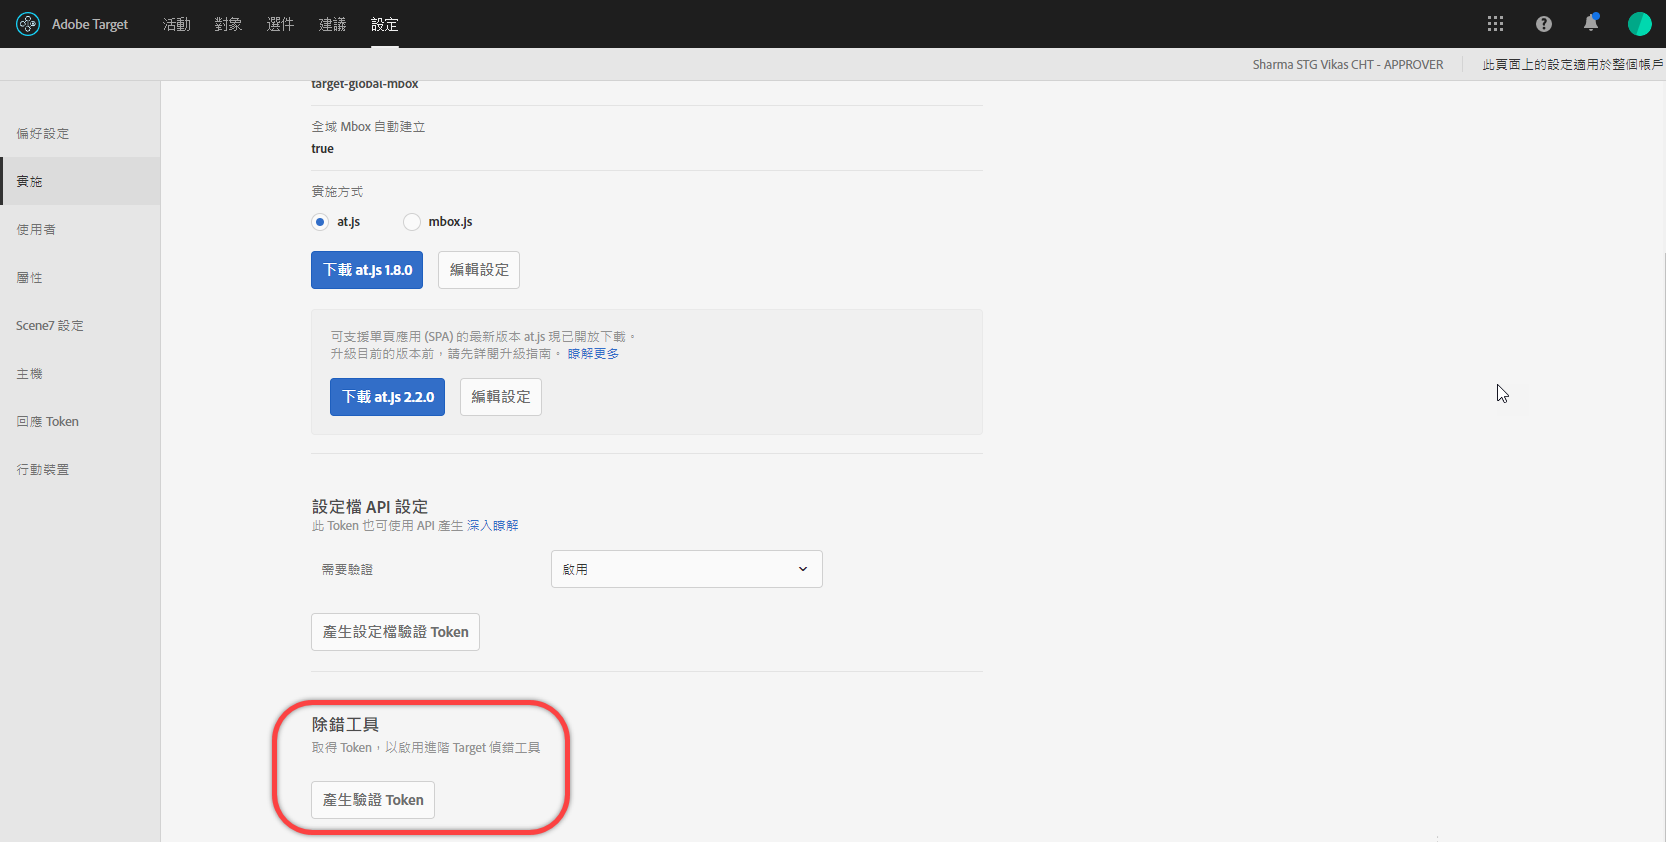 Adobe Target
活動
對象
選件
建議
設定
Sharma STG Vikas CHT - APPROVER
此頁面上的設定適用於整個帳戶
偏好設定
實施
使用者
屬性
Scene7 設定
主機
回應 Token
行動裝置
target-global-mbox
全域 Mbox 自動建立
true
實施方式
at.js
mbox.js
下載 at.js 1.8.0
編輯設定
可支援單頁應用 (SPA) 的最新版本 at.js 現已開放下載。
升級目前的版本前，請先詳閱升級指南。 瞭解更多
下載 at.js 2.2.0
編輯設定
設定檔 API 設定
此 Token 也可使用 API 產生 深入瞭解
需要驗證
啟用
產生設定檔驗證 Token
除錯工具
取得 Token，以啟用進階 Target 偵錯工具
產生驗證 Token